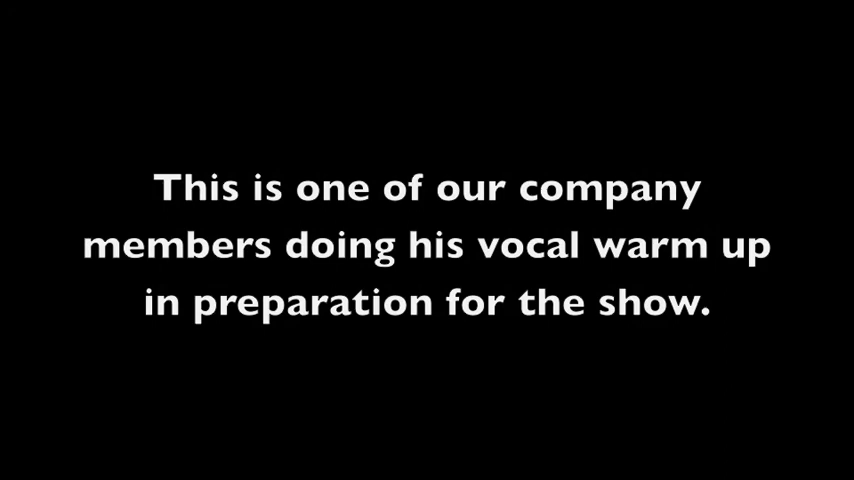 This is one of our company
members doing his vocal warm up
in preparation for the show.